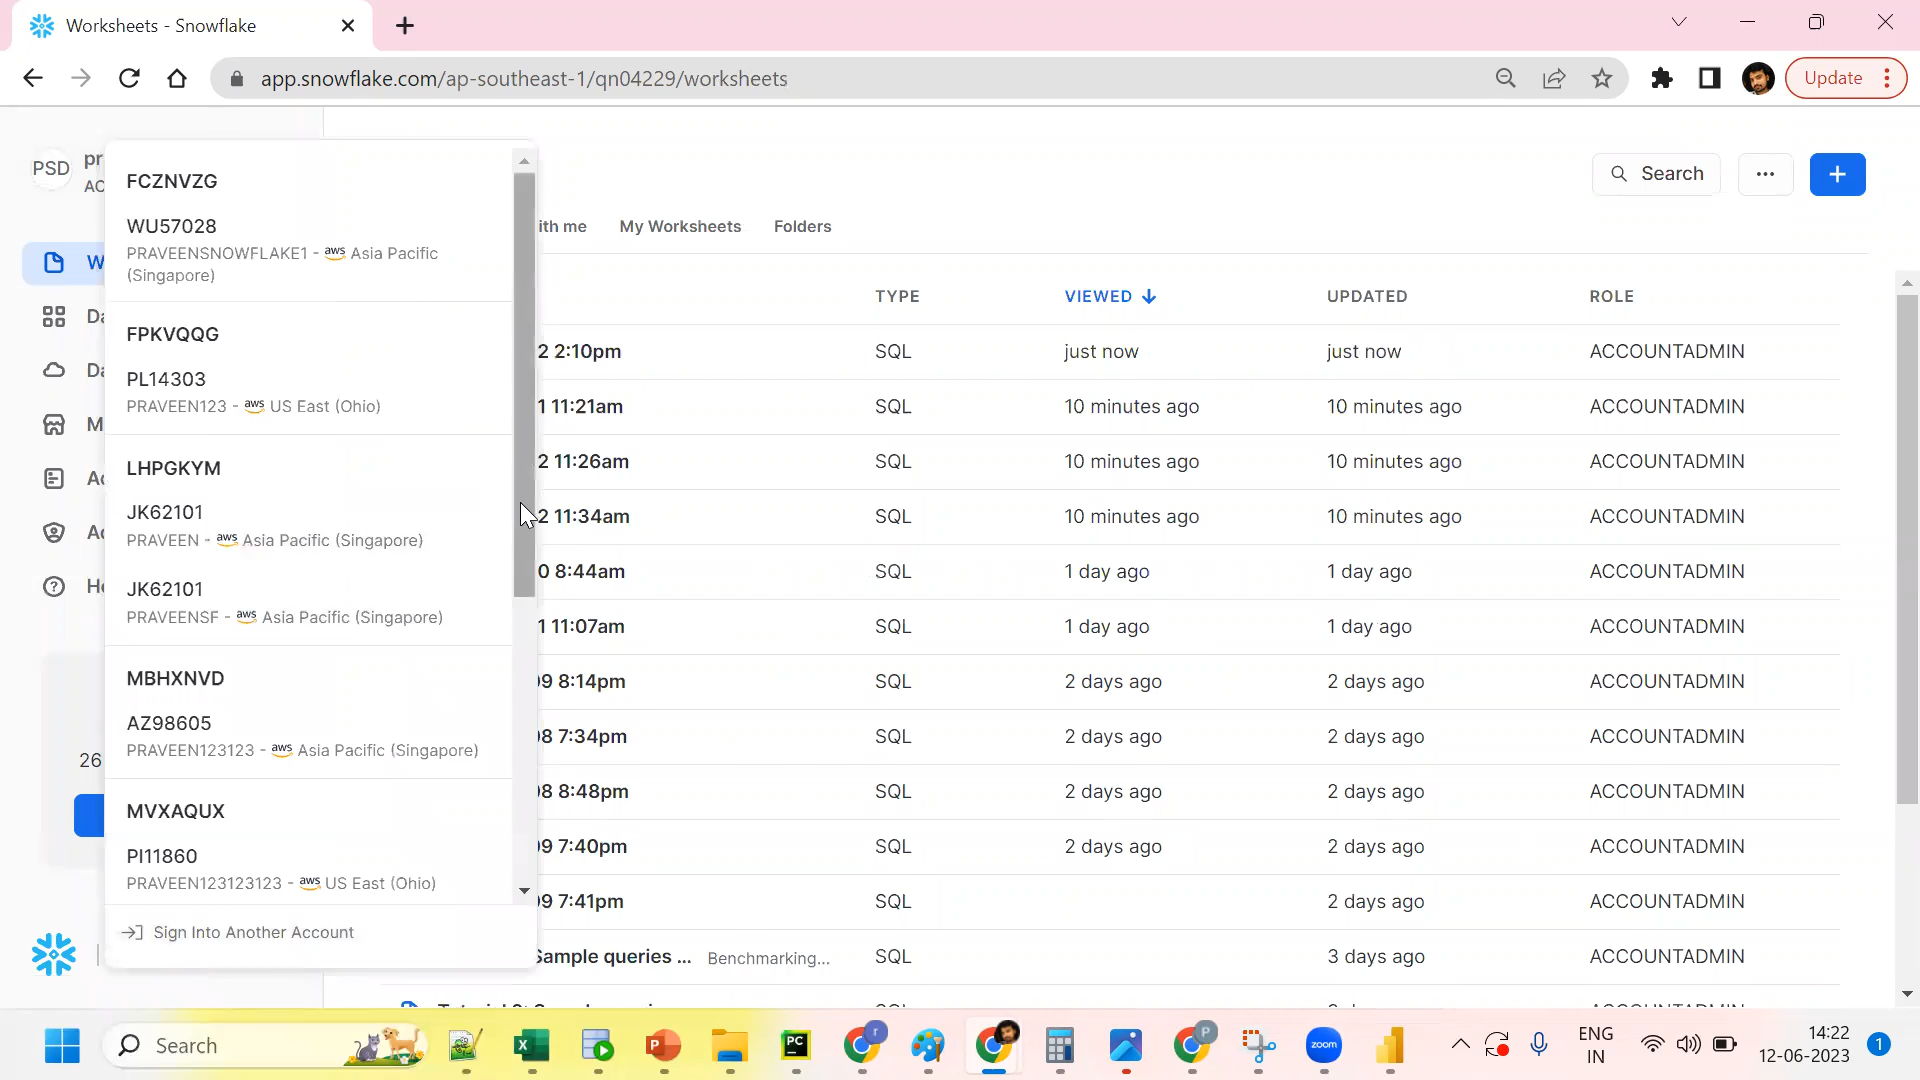 Worksheets - Snowflake
app.snowflake.com/ap-southeast-1/qn04229/worksheets
Update
PSD
pr
AC
W
Da
Da
M
Ac
Ac
He
26
FCZNVZG
WU57028
PRAVEENSNOWFLAKE1 - aws Asia Pacific
(Singapore)
FPKVQQG
PL14303
PRAVEEN123 - aws US East (Ohio)
LHPGKYM
JK62101
PRAVEEN - aws Asia Pacific (Singapore)
JK62101
PRAVEENSF - aws Asia Pacific (Singapore)
MBHXNVD
AZ98605
PRAVEEN123123 - aws Asia Pacific (Singapore)
MVXAQUX
PI11860
PRAVEEN123123123 - aws US East (Ohio)
Sign Into Another Account
Search
ith me My Worksheets Folders
TYPE VIEWED UPDATED ROLE
2 2:10pm SQL just now just now ACCOUNTADMIN
1 11:21am SQL 10 minutes ago 10 minutes ago ACCOUNTADMIN
2 11:26am SQL 10 minutes ago 10 minutes ago ACCOUNTADMIN
2 11:34am SQL 10 minutes ago 10 minutes ago ACCOUNTADMIN
0 8:44am SQL 1 day ago 1 day ago ACCOUNTADMIN
1 11:07am SQL 1 day ago 1 day ago ACCOUNTADMIN
9 8:14pm SQL 2 days ago 2 days ago ACCOUNTADMIN
8 7:34pm SQL 2 days ago 2 days ago ACCOUNTADMIN
8 8:48pm SQL 2 days ago 2 days ago ACCOUNTADMIN
9 7:40pm SQL 2 days ago 2 days ago ACCOUNTADMIN
9 7:41pm SQL 2 days ago ACCOUNTADMIN
Sample queries ... Benchmarking... SQL 3 days ago ACCOUNTADMIN
Search
PC
r
P
zoom
ENG
IN
14:22
12-06-2023
1